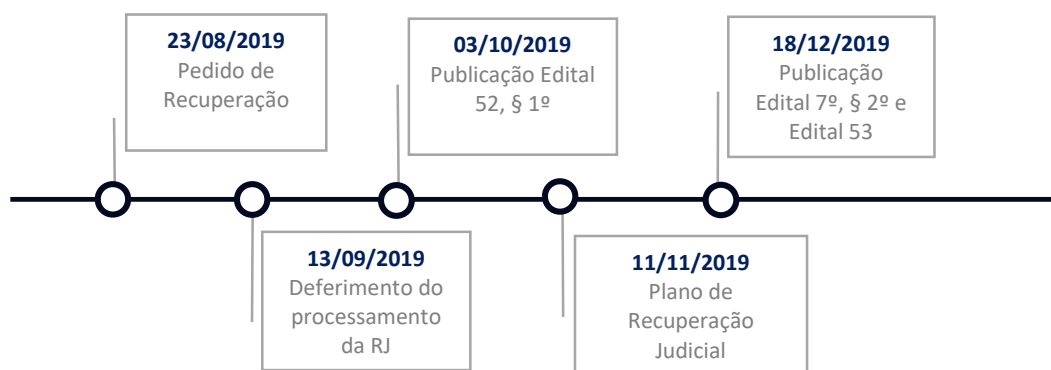 23/08/2019
Pedido de
Recuperação
03/10/2019
Publicação Edital
52, § 1º
18/12/2019
Publicação
Edital 7º, § 2º e
Edital 53
13/09/2019
Deferimento do
processamento
da RJ
11/11/2019
Plano de
Recuperação
Judicial